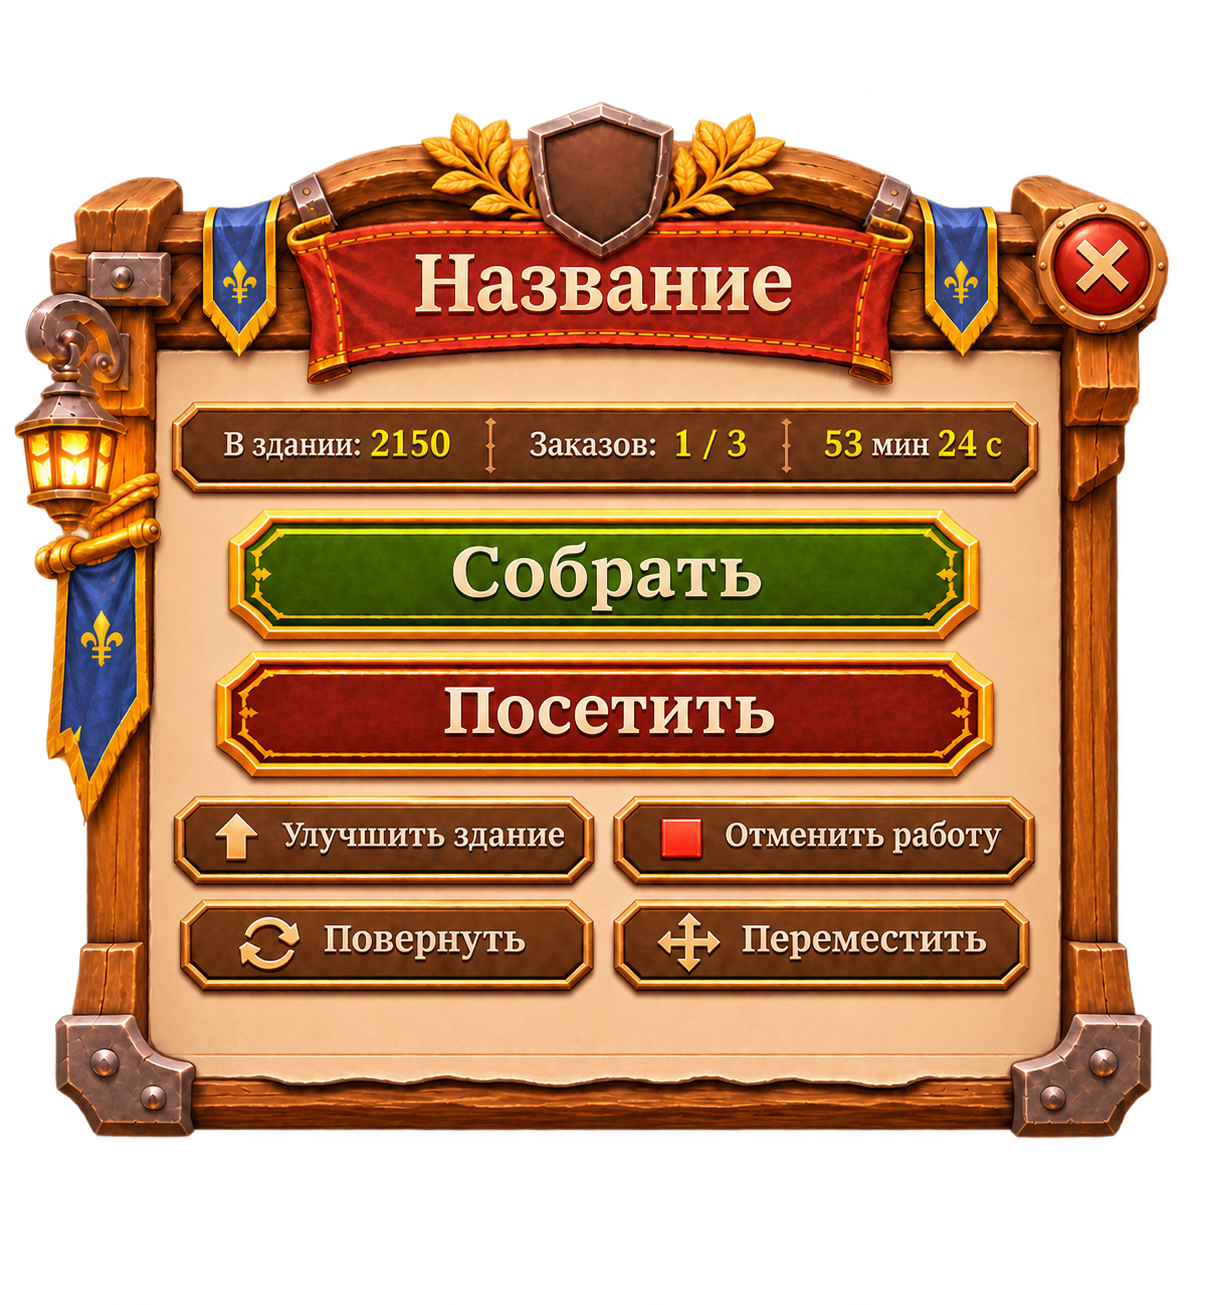 Название
В здании: 2150 Заказов: 1 / 3 53 мин 24 с
Собрать
Посетить
Улучшить здание Отменить работу
Повернуть Переместить